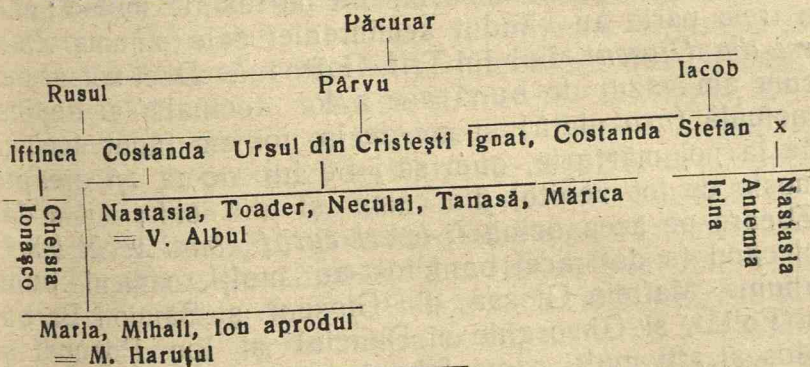 Păcurar
Rusul Pârvu Iacob
Iftinca Costanda Ursul din Cristeşti Ignat, Costanda Stefan x
Chelsia
Ionaşco
Nastasia, Toader, Neculai, Tanasă, Mărica
= V. Albul
Irina
Antemia
Nastasia
Maria, Mihail, Ion aprodul
= M. Haruţul